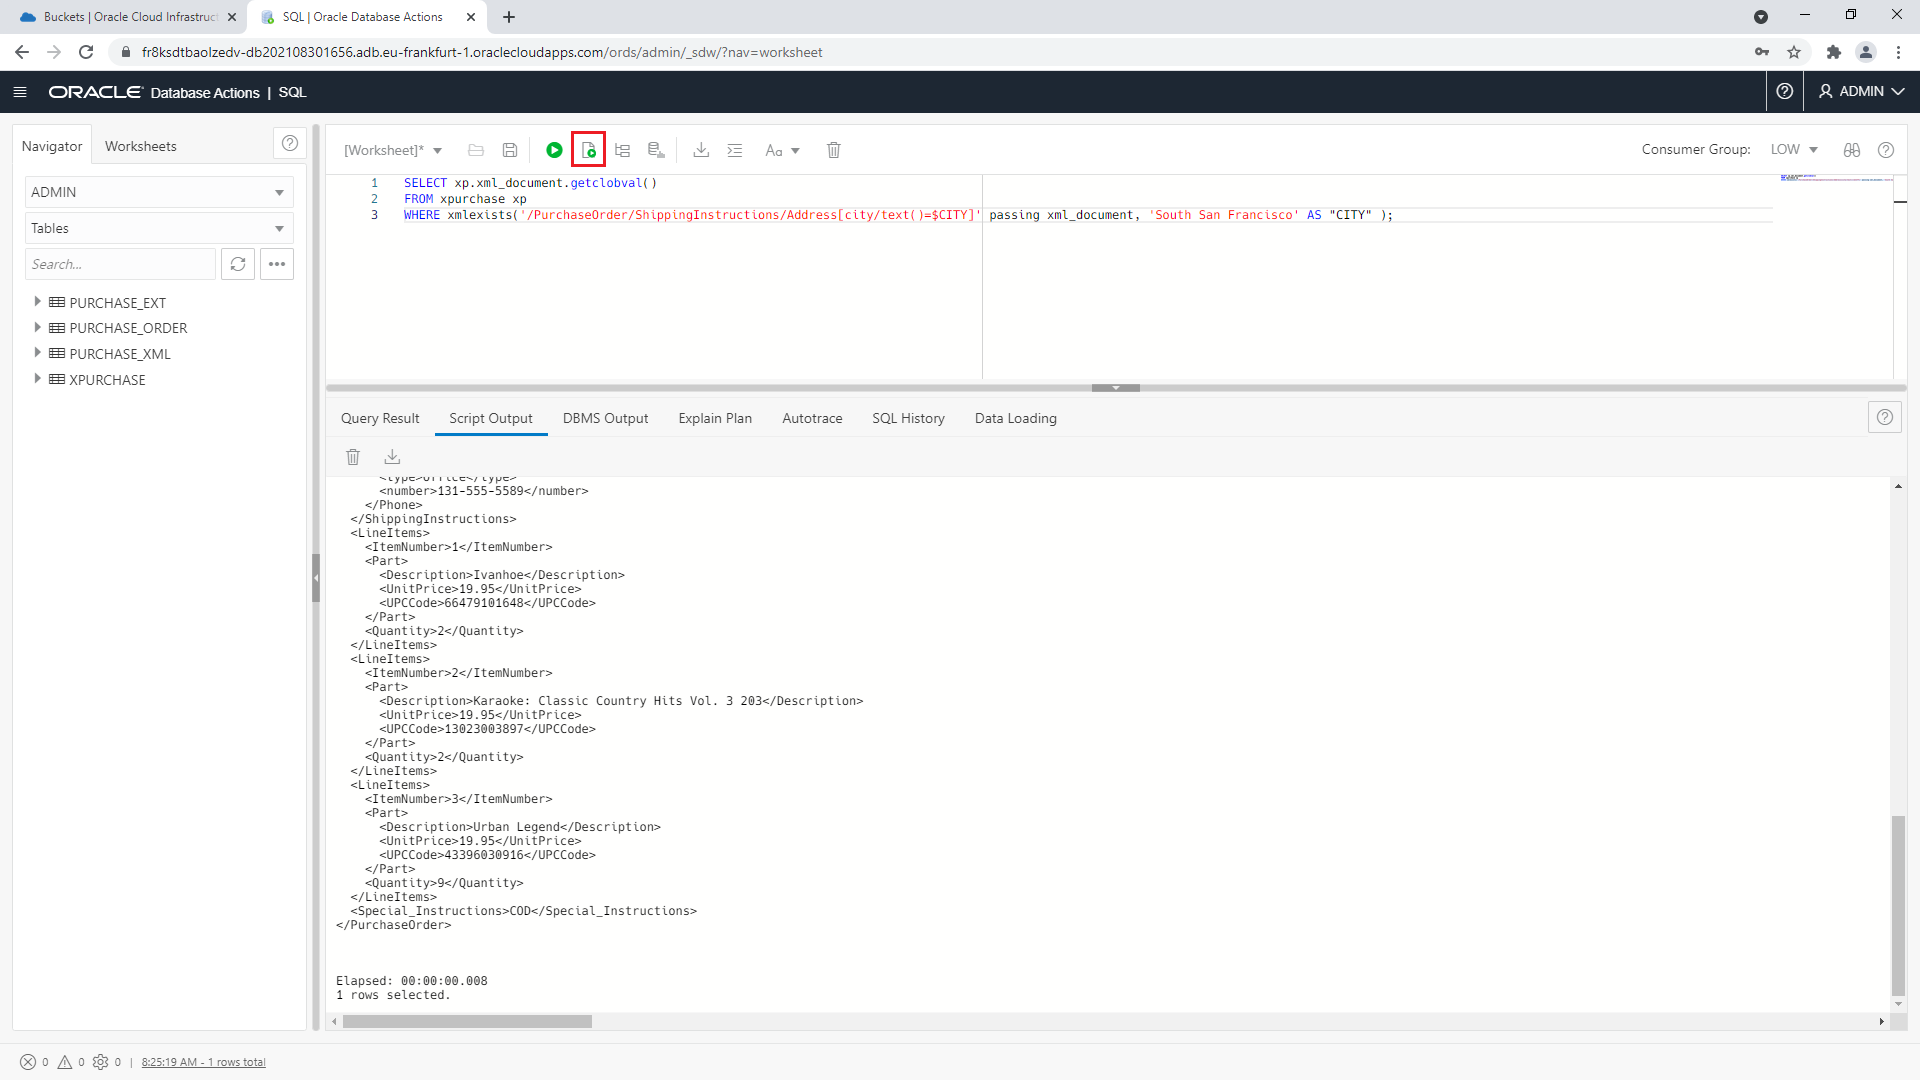 Buckets | Oracle Cloud Infrastruct
SQL | Oracle Database Actions
fr8ksdtbaolzedv-db202108301656.adb.eu-frankfurt-1.oraclecloudapps.com/ords/admin/_sdw/?nav=worksheet
ORACLE Database Actions | SQL
ADMIN
Navigator
Worksheets
[Worksheet]*
Aa
Consumer Group:
LOW
ADMIN
Tables
Search...
PURCHASE_EXT
PURCHASE_ORDER
PURCHASE_XML
XPURCHASE
1 SELECT xp.xml_document.getclobval()
2 FROM xpurchase xp
3 WHERE xmlexists('/PurchaseOrder/ShippingInstructions/Address[city/text()=$CITY]' passing xml_document, 'South San Francisco' AS "CITY" );
Query Result
Script Output
DBMS Output
Explain Plan
Autotrace
SQL History
Data Loading
<type>Office</type>
<number>131-555-5589</number>
</Phone>
</ShippingInstructions>
<LineItems>
<ItemNumber>1</ItemNumber>
<Part>
<Description>Ivanhoe</Description>
<UnitPrice>19.95</UnitPrice>
<UPCCode>66479101648</UPCCode>
</Part>
<Quantity>2</Quantity>
</LineItems>
<LineItems>
<ItemNumber>2</ItemNumber>
<Part>
<Description>Karaoke: Classic Country Hits Vol. 3 203</Description>
<UnitPrice>19.95</UnitPrice>
<UPCCode>13023003897</UPCCode>
</Part>
<Quantity>2</Quantity>
</LineItems>
<LineItems>
<ItemNumber>3</ItemNumber>
<Part>
<Description>Urban Legend</Description>
<UnitPrice>19.95</UnitPrice>
<UPCCode>43396030916</UPCCode>
</Part>
<Quantity>9</Quantity>
</LineItems>
<Special_Instructions>COD</Special_Instructions>
</PurchaseOrder>
Elapsed: 00:00:00.008
1 rows selected.
0 0 0 | 8:25:19 AM - 1 rows total